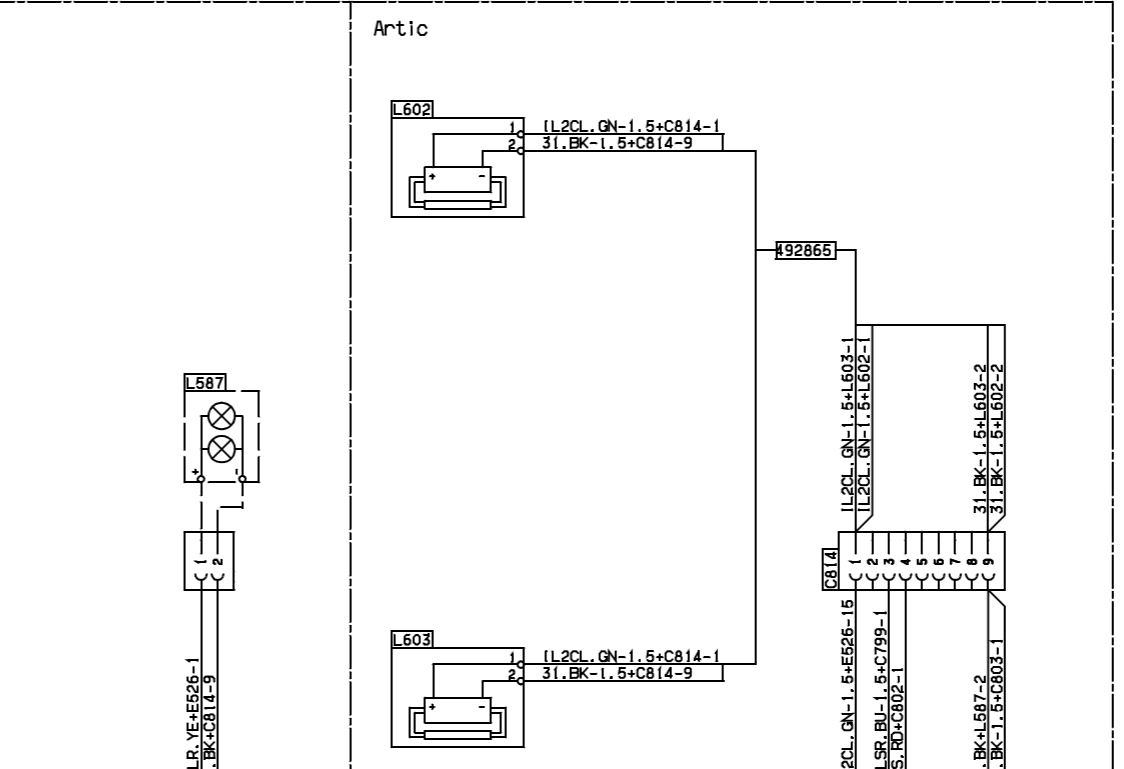 Artic
L602
1 IL2CL.GN-1.5+C814-1
2 31.BK-1.5+C814-9
+ -
492865
IL2CL.GN-1.5+L603-1
IL2CL.GN-1.5+L602-1
31.BK-1.5+L603-2
31.BK-1.5+L602-2
L587
+ -
1 2
C814
1 2 3 4 5 6 7 8 9
L603
1 IL2CL.GN-1.5+C814-1
2 31.BK-1.5+C814-9
+ -
LR.YE+E526-1
.BK+C814-9
2CL.GN-1.5+E526-15
LSR.BU-1.5+C799-1
S.RD+C802-1
.BK+L587-2
.BK-1.5+C803-1